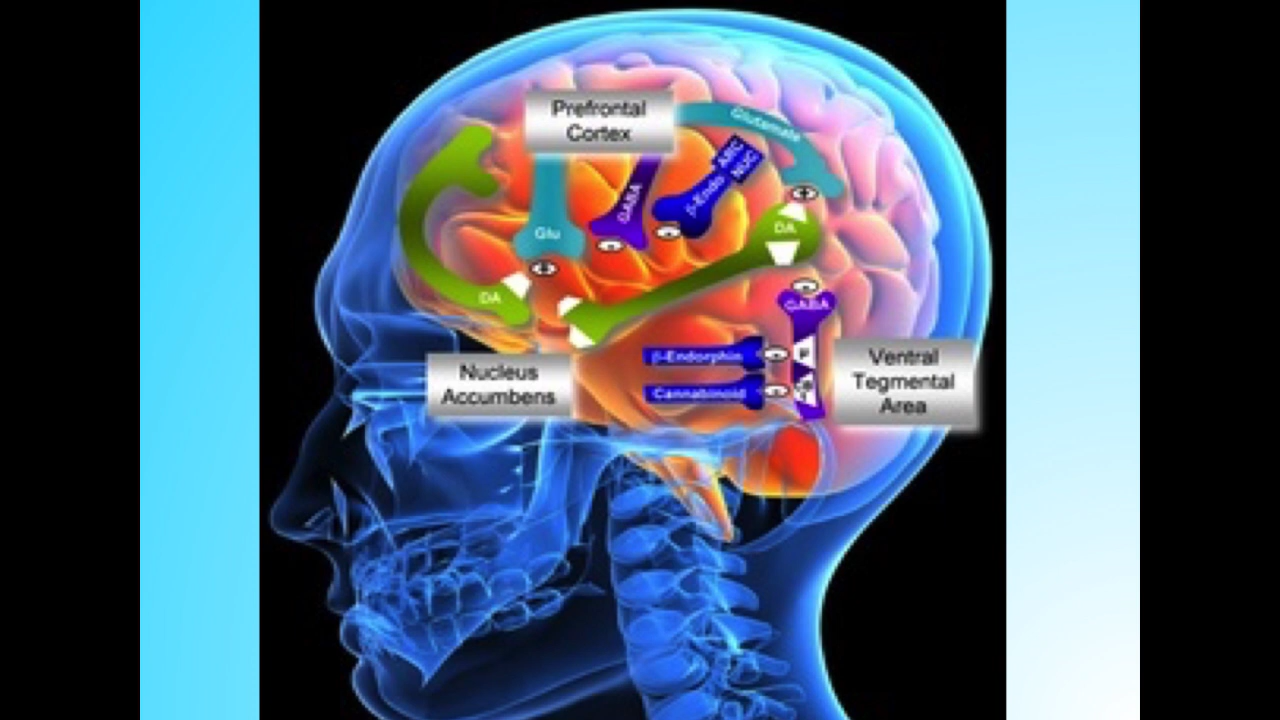 Prefrontal
Cortex
Glutamate
ARC
NUC
β-Endo
GABA
Glu
DA
DA
GABA
β-Endorphin
Cannabinoid
Nucleus
Accumbens
Ventral
Tegmental
Area